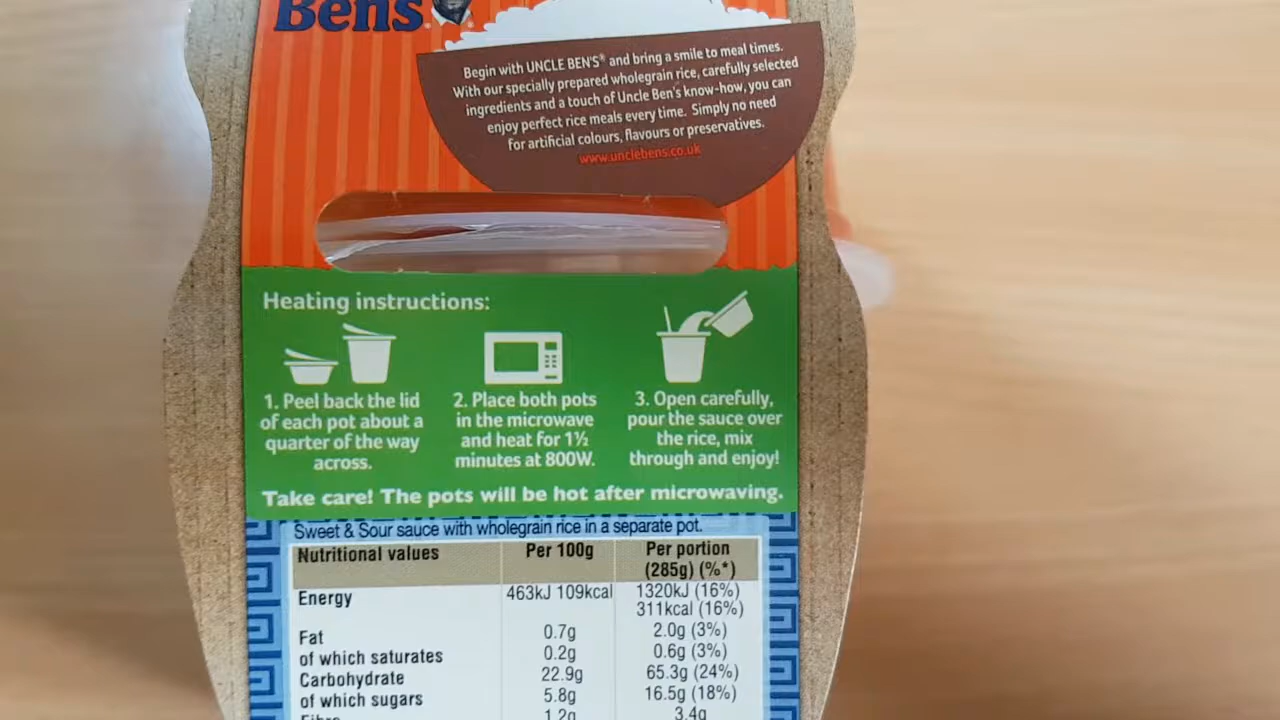 Ben's
Begin with UNCLE BEN'S® and bring a smile to meal times.
With our specially prepared wholegrain rice, carefully selected
ingredients and a touch of Uncle Ben's know-how, you can
enjoy perfect rice meals every time. Simply no need
for artificial colours, flavours or preservatives.
www.unclebens.co.uk
Heating instructions:
1. Peel back the lid
of each pot about a
quarter of the way
across.
2. Place both pots
in the microwave
and heat for 1½
minutes at 800W.
3. Open carefully,
pour the sauce over
the rice, mix
through and enjoy!
Take care! The pots will be hot after microwaving.
Sweet & Sour sauce with wholegrain rice in a separate pot.
Nutritional values Per 100g Per portion
(285g) (%*)
Energy 463kJ 109kcal 1320kJ (16%)
311kcal (16%)
Fat 0.7g 2.0g (3%)
of which saturates 0.2g 0.6g (3%)
Carbohydrate 22.9g 65.3g (24%)
of which sugars 5.8g 16.5g (18%)
Fibre 1.2g 3.4g